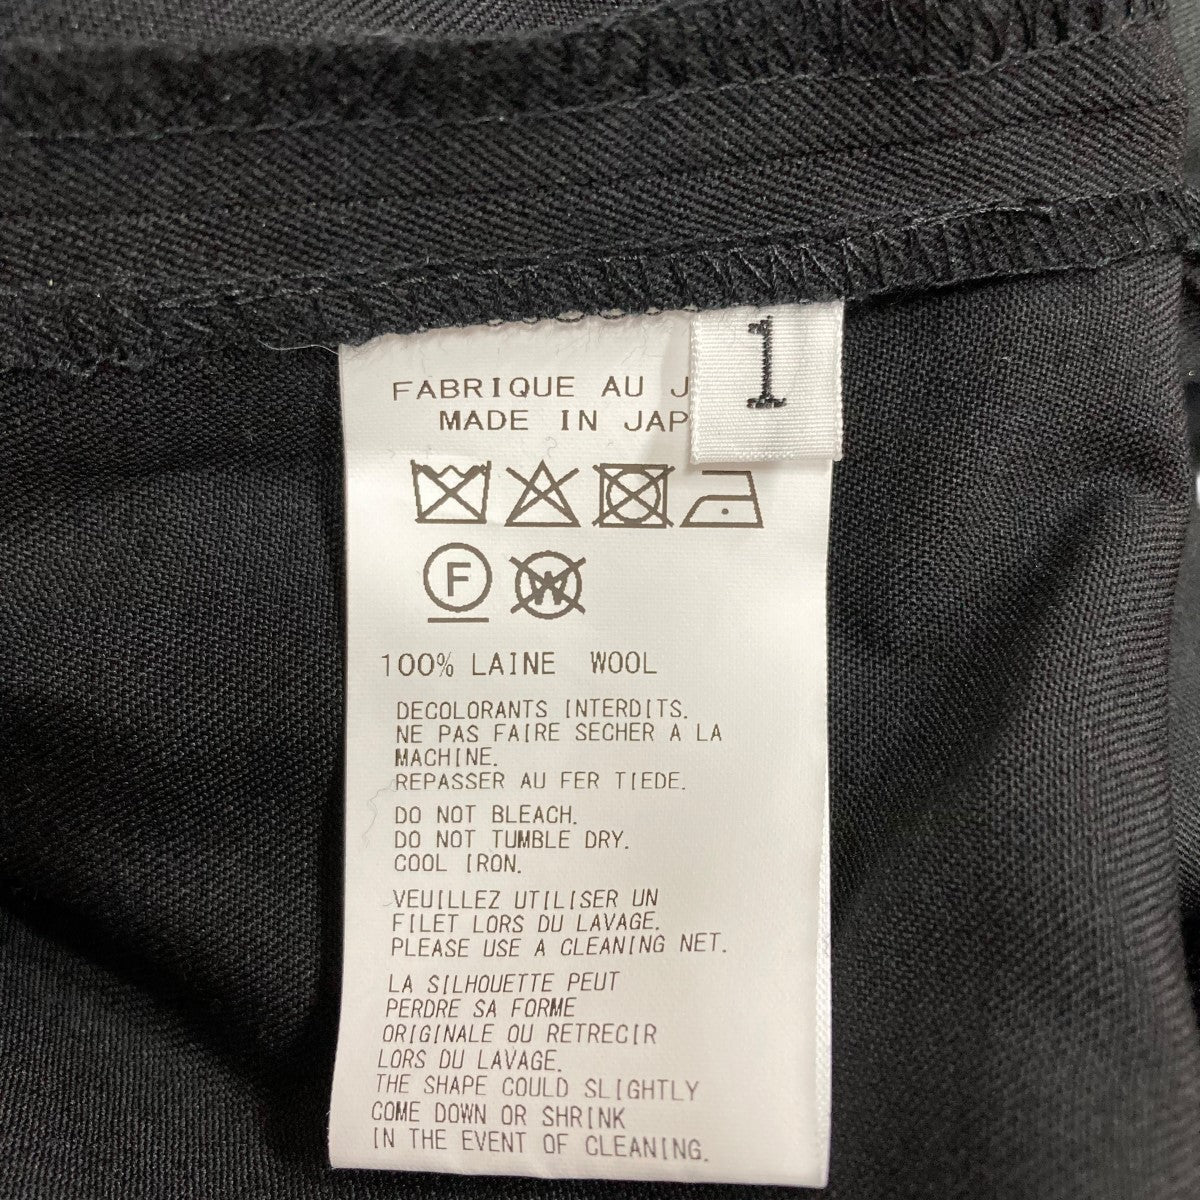 1
FABRIQUE AU J
MADE IN JAP
F W
100% LAINE WOOL
DECOLORANTS INTERDITS.
NE PAS FAIRE SECHER A LA
MACHINE.
REPASSER AU FER TIEDE.
DO NOT BLEACH.
DO NOT TUMBLE DRY.
COOL IRON.
VEUILLEZ UTILISER UN
FILET LORS DU LAVAGE.
PLEASE USE A CLEANING NET.
LA SILHOUETTE PEUT
PERDRE SA FORME
ORIGINALE OU RETRECIR
LORS DU LAVAGE.
THE SHAPE COULD SLIGHTLY
COME DOWN OR SHRINK
IN THE EVENT OF CLEANING.